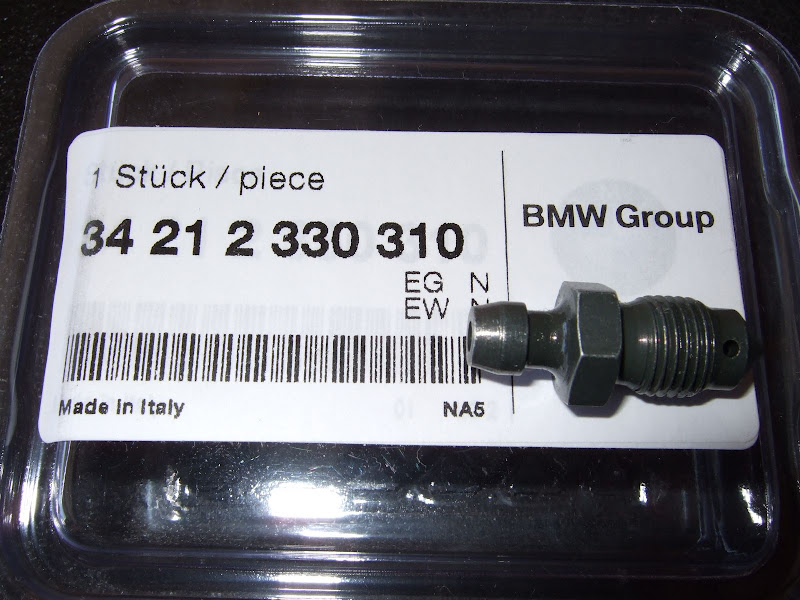 1 Stück / piece
34 21 2 330 310
BMW Group
EG N
EW N
Made in Italy
NA5